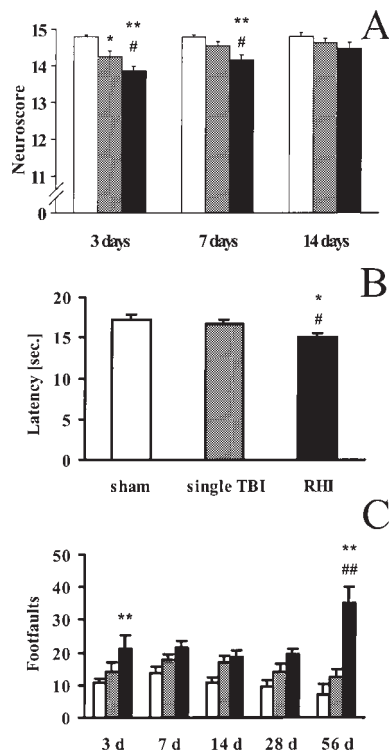 A
Neuroscore
15
14
13
12
11
0
*
**
#
**
#
3 days
7 days
14 days
B
Latency [sec.]
20
15
10
5
0
*
#
sham
single TBI
RHI
C
Footfaults
50
40
30
20
10
0
**
**
##
3 d
7 d
14 d
28 d
56 d